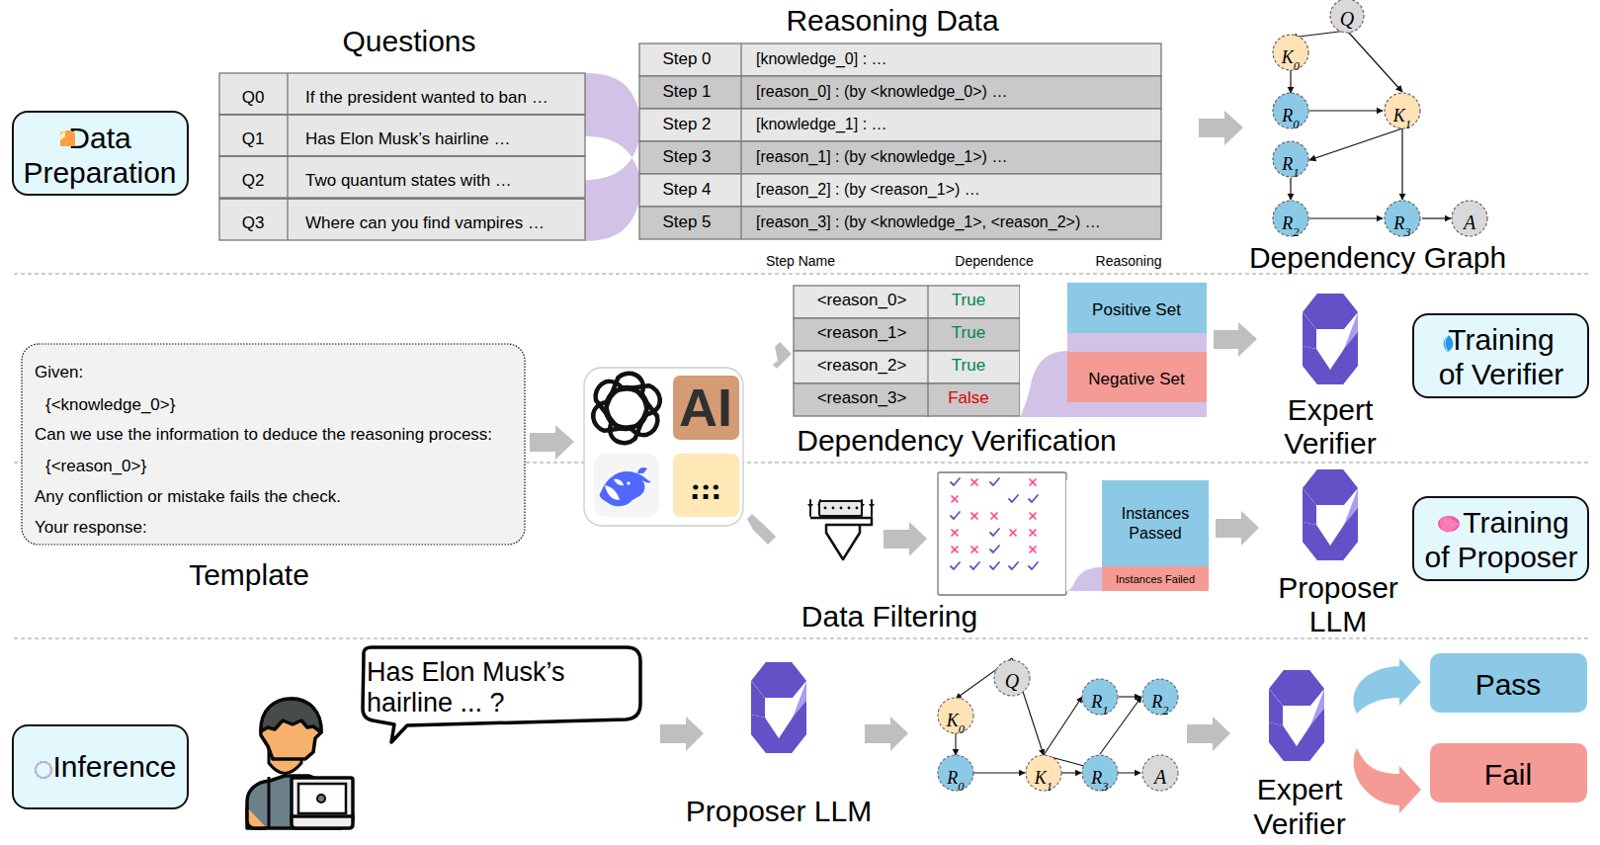 Questions
Reasoning Data
Data
Preparation
Q0 If the president wanted to ban …
Q1 Has Elon Musk’s hairline …
Q2 Two quantum states with …
Q3 Where can you find vampires …
Step 0 [knowledge_0] : …
Step 1 [reason_0] : (by <knowledge_0>) …
Step 2 [knowledge_1] : …
Step 3 [reason_1] : (by <knowledge_1>) …
Step 4 [reason_2] : (by <reason_1>) …
Step 5 [reason_3] : (by <knowledge_1>, <reason_2>) …
Q
K0
R0
K1
R1
R2
R3
A
Dependency Graph
Step Name Dependence Reasoning
<reason_0> True
<reason_1> True
<reason_2> True
<reason_3> False
Positive Set
Negative Set
Dependency Verification
Expert
Verifier
Training
of Verifier
Given:
{<knowledge_0>}
Can we use the information to deduce the reasoning process:
{<reason_0>}
Any confliction or mistake fails the check.
Your response:
Template
AI
Instances
Passed
Instances Failed
Data Filtering
Proposer
LLM
Training
of Proposer
Inference
Has Elon Musk’s
hairline ... ?
Proposer LLM
Q
K0
R0
K1
R1
R2
R3
A
Expert
Verifier
Pass
Fail